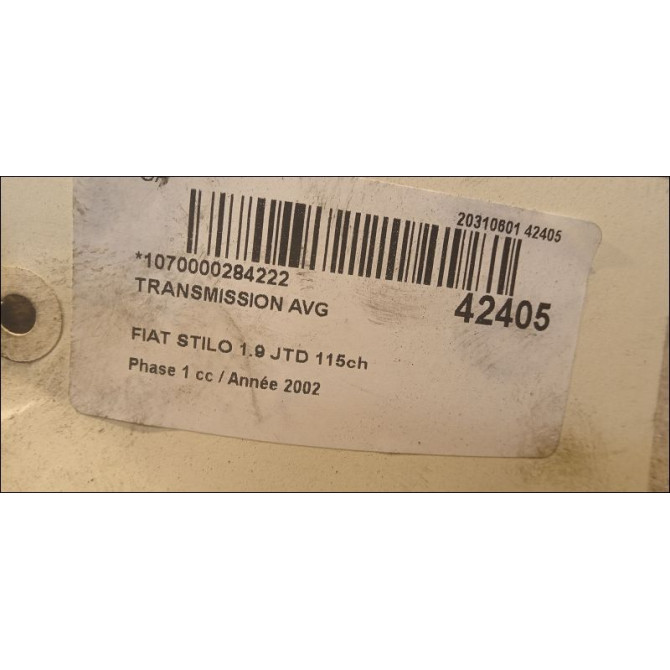 20310601 42405
*1070000284222
42405
TRANSMISSION AVG
FIAT STILO 1.9 JTD 115ch
Phase 1 cc / Année 2002